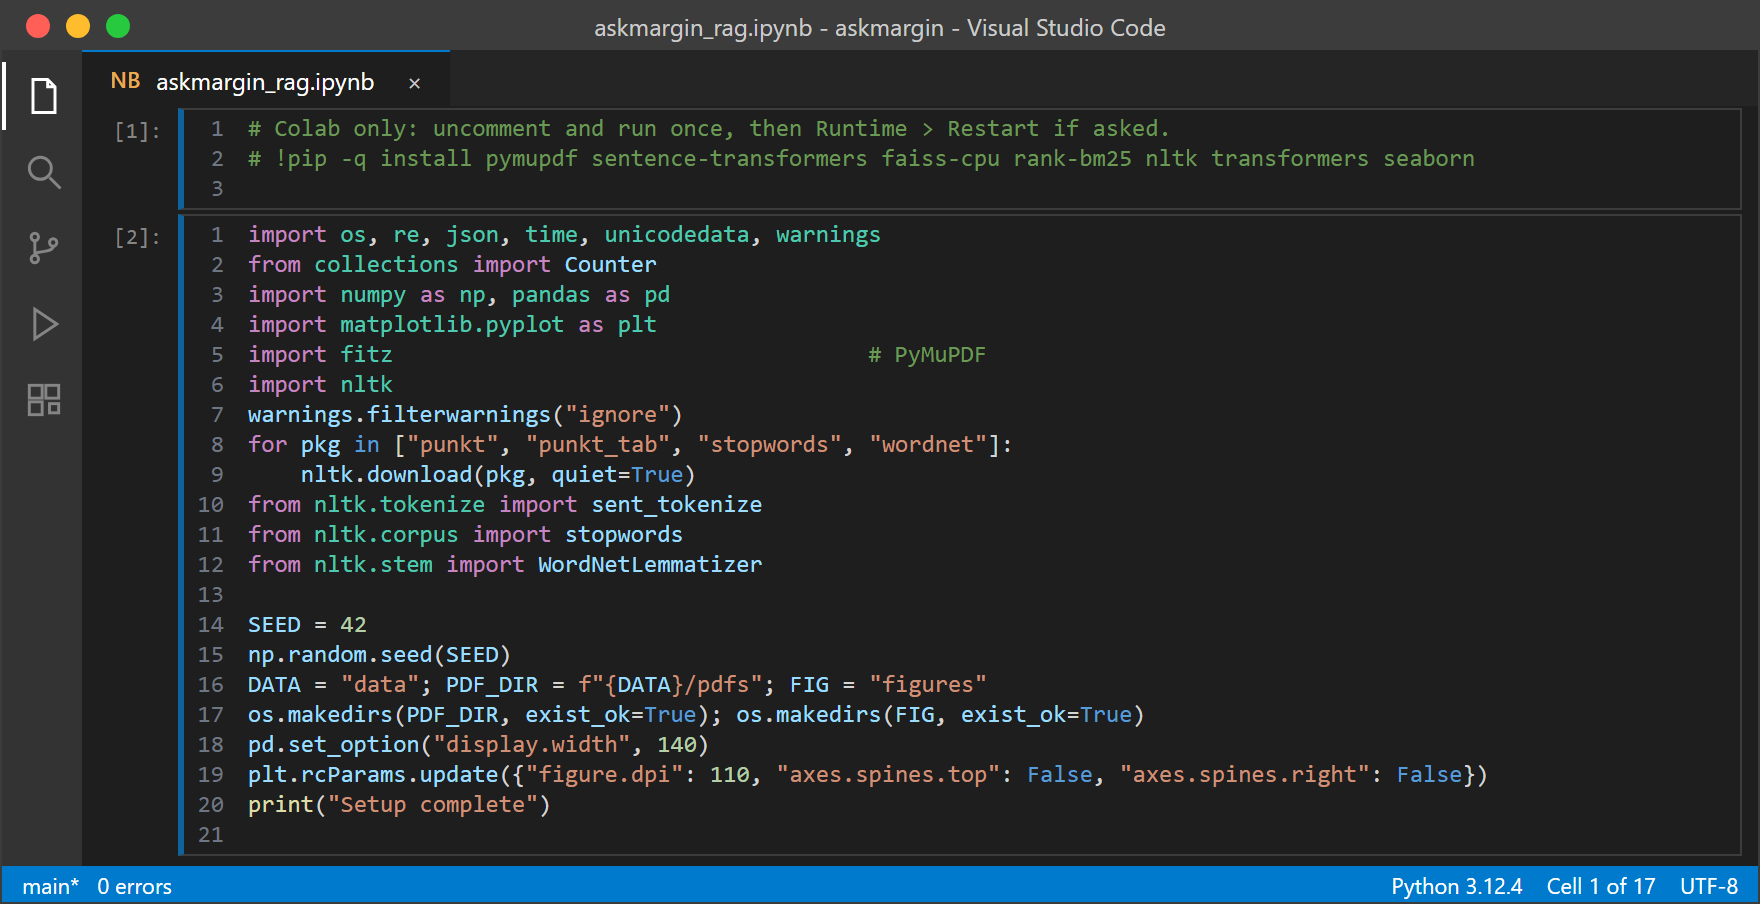 askmargin_rag.ipynb - askmargin - Visual Studio Code
NB askmargin_rag.ipynb ×
[1]:
1 # Colab only: uncomment and run once, then Runtime > Restart if asked.
2 # !pip -q install pymupdf sentence-transformers faiss-cpu rank-bm25 nltk transformers seaborn
3
[2]:
1 import os, re, json, time, unicodedata, warnings
2 from collections import Counter
3 import numpy as np, pandas as pd
4 import matplotlib.pyplot as plt
5 import fitz                                    # PyMuPDF
6 import nltk
7 warnings.filterwarnings("ignore")
8 for pkg in ["punkt", "punkt_tab", "stopwords", "wordnet"]:
9     nltk.download(pkg, quiet=True)
10 from nltk.tokenize import sent_tokenize
11 from nltk.corpus import stopwords
12 from nltk.stem import WordNetLemmatizer
13
14 SEED = 42
15 np.random.seed(SEED)
16 DATA = "data"; PDF_DIR = f"{DATA}/pdfs"; FIG = "figures"
17 os.makedirs(PDF_DIR, exist_ok=True); os.makedirs(FIG, exist_ok=True)
18 pd.set_option("display.width", 140)
19 plt.rcParams.update({"figure.dpi": 110, "axes.spines.top": False, "axes.spines.right": False})
20 print("Setup complete")
21
main* 0 errors Python 3.12.4 Cell 1 of 17 UTF-8